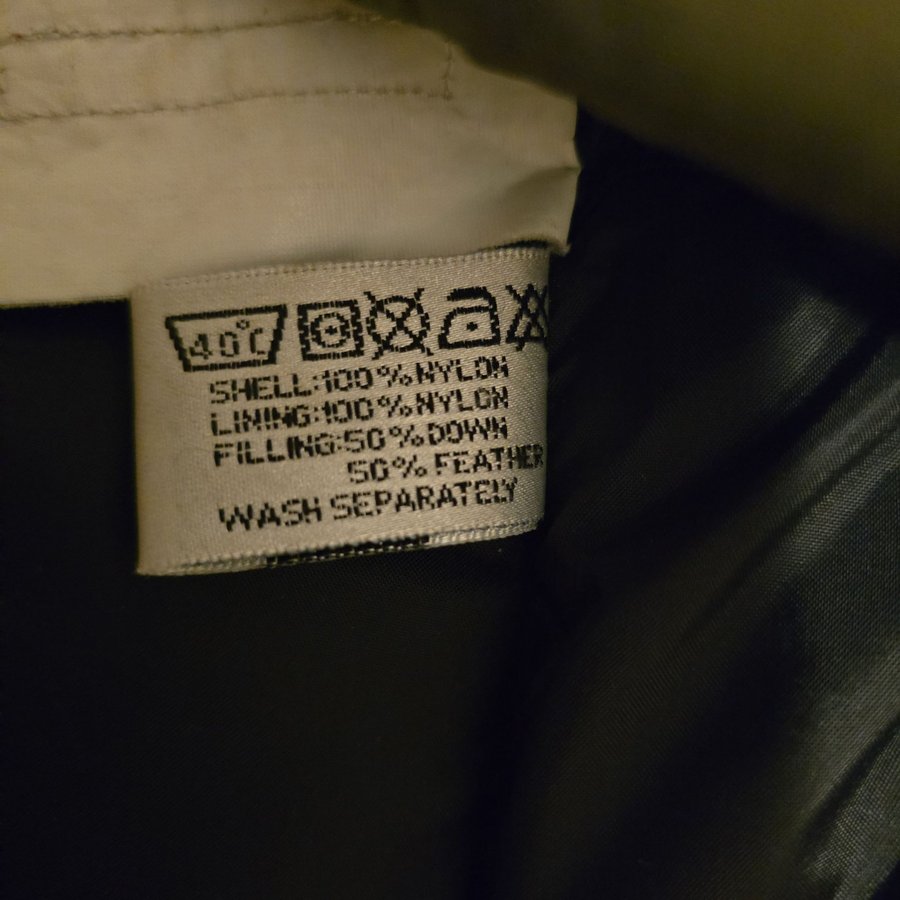 40°C
SHELL:100%NYLON
LINING:100%NYLON
FILLING:50%DOWN
50% FEATHER
WASH SEPARATELY